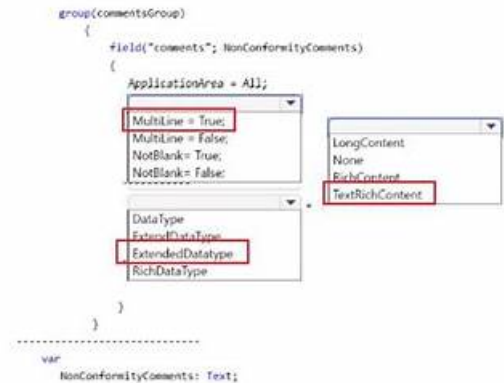 group(commentsGroup)
{
field("comments"; NonConformityComments)
{
ApplicationArea = All;
MultiLine = True;
MultiLine = False;
NotBlank= True;
NotBlank= False;
LongContent
None
RichContent
TextRichContent
=
DataType
ExtendDataType
ExtendedDatatype
RichDataType
}
}
var
NonConformityComments: Text;